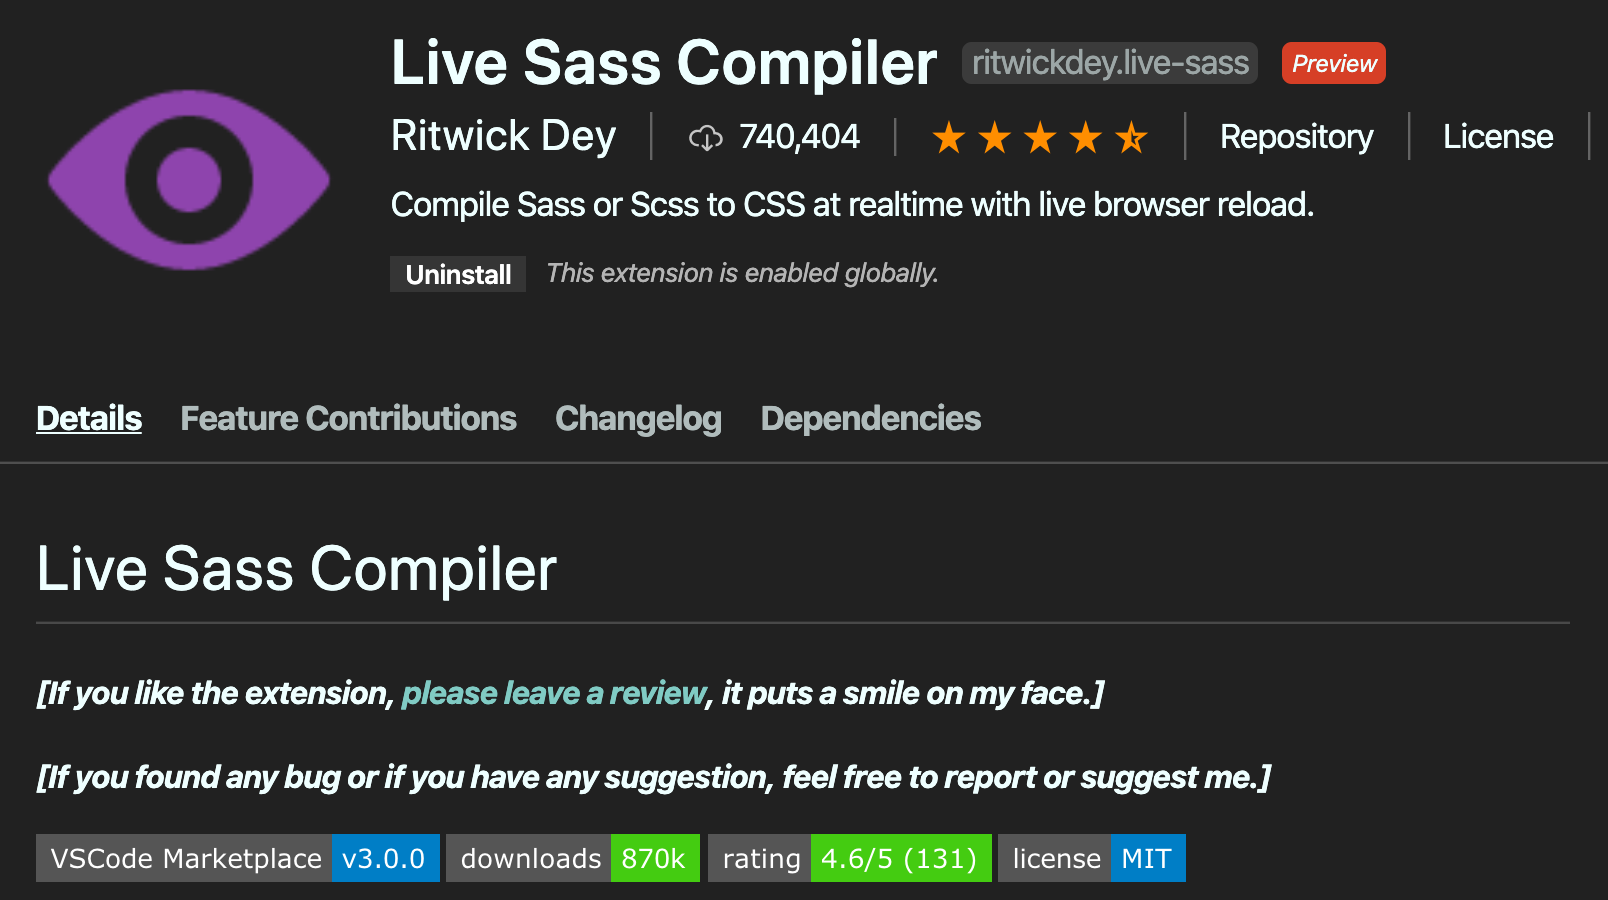 Live Sass Compiler ritwickdey.live-sass Preview
Ritwick Dey 740,404 Repository License
Compile Sass or Scss to CSS at realtime with live browser reload.
Uninstall This extension is enabled globally.
Details Feature Contributions Changelog Dependencies
Live Sass Compiler
[If you like the extension, please leave a review, it puts a smile on my face.]
[If you found any bug or if you have any suggestion, feel free to report or suggest me.]
VSCode Marketplace v3.0.0 downloads 870k rating 4.6/5 (131) license MIT